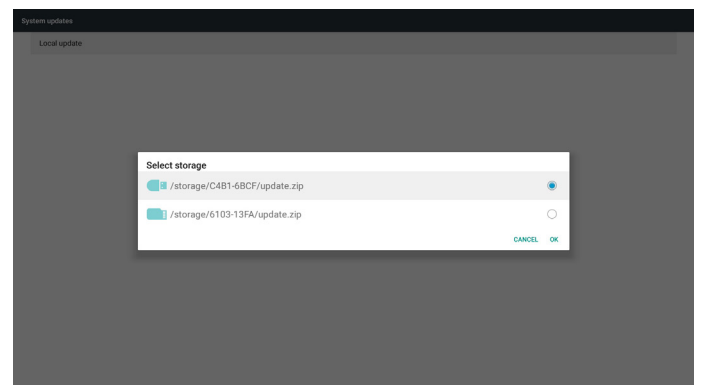 System updates
Local update
Select storage
/storage/C4B1-6BCF/update.zip
/storage/6103-13FA/update.zip
CANCEL OK